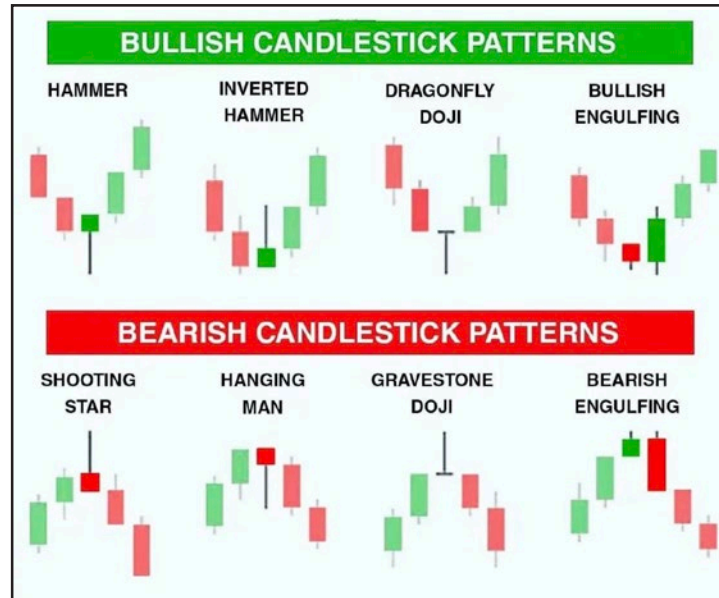 BULLISH CANDLESTICK PATTERNS
HAMMER
INVERTED
HAMMER
DRAGONFLY
DOJI
BULLISH
ENGULFING
BEARISH CANDLESTICK PATTERNS
SHOOTING
STAR
HANGING
MAN
GRAVESTONE
DOJI
BEARISH
ENGULFING